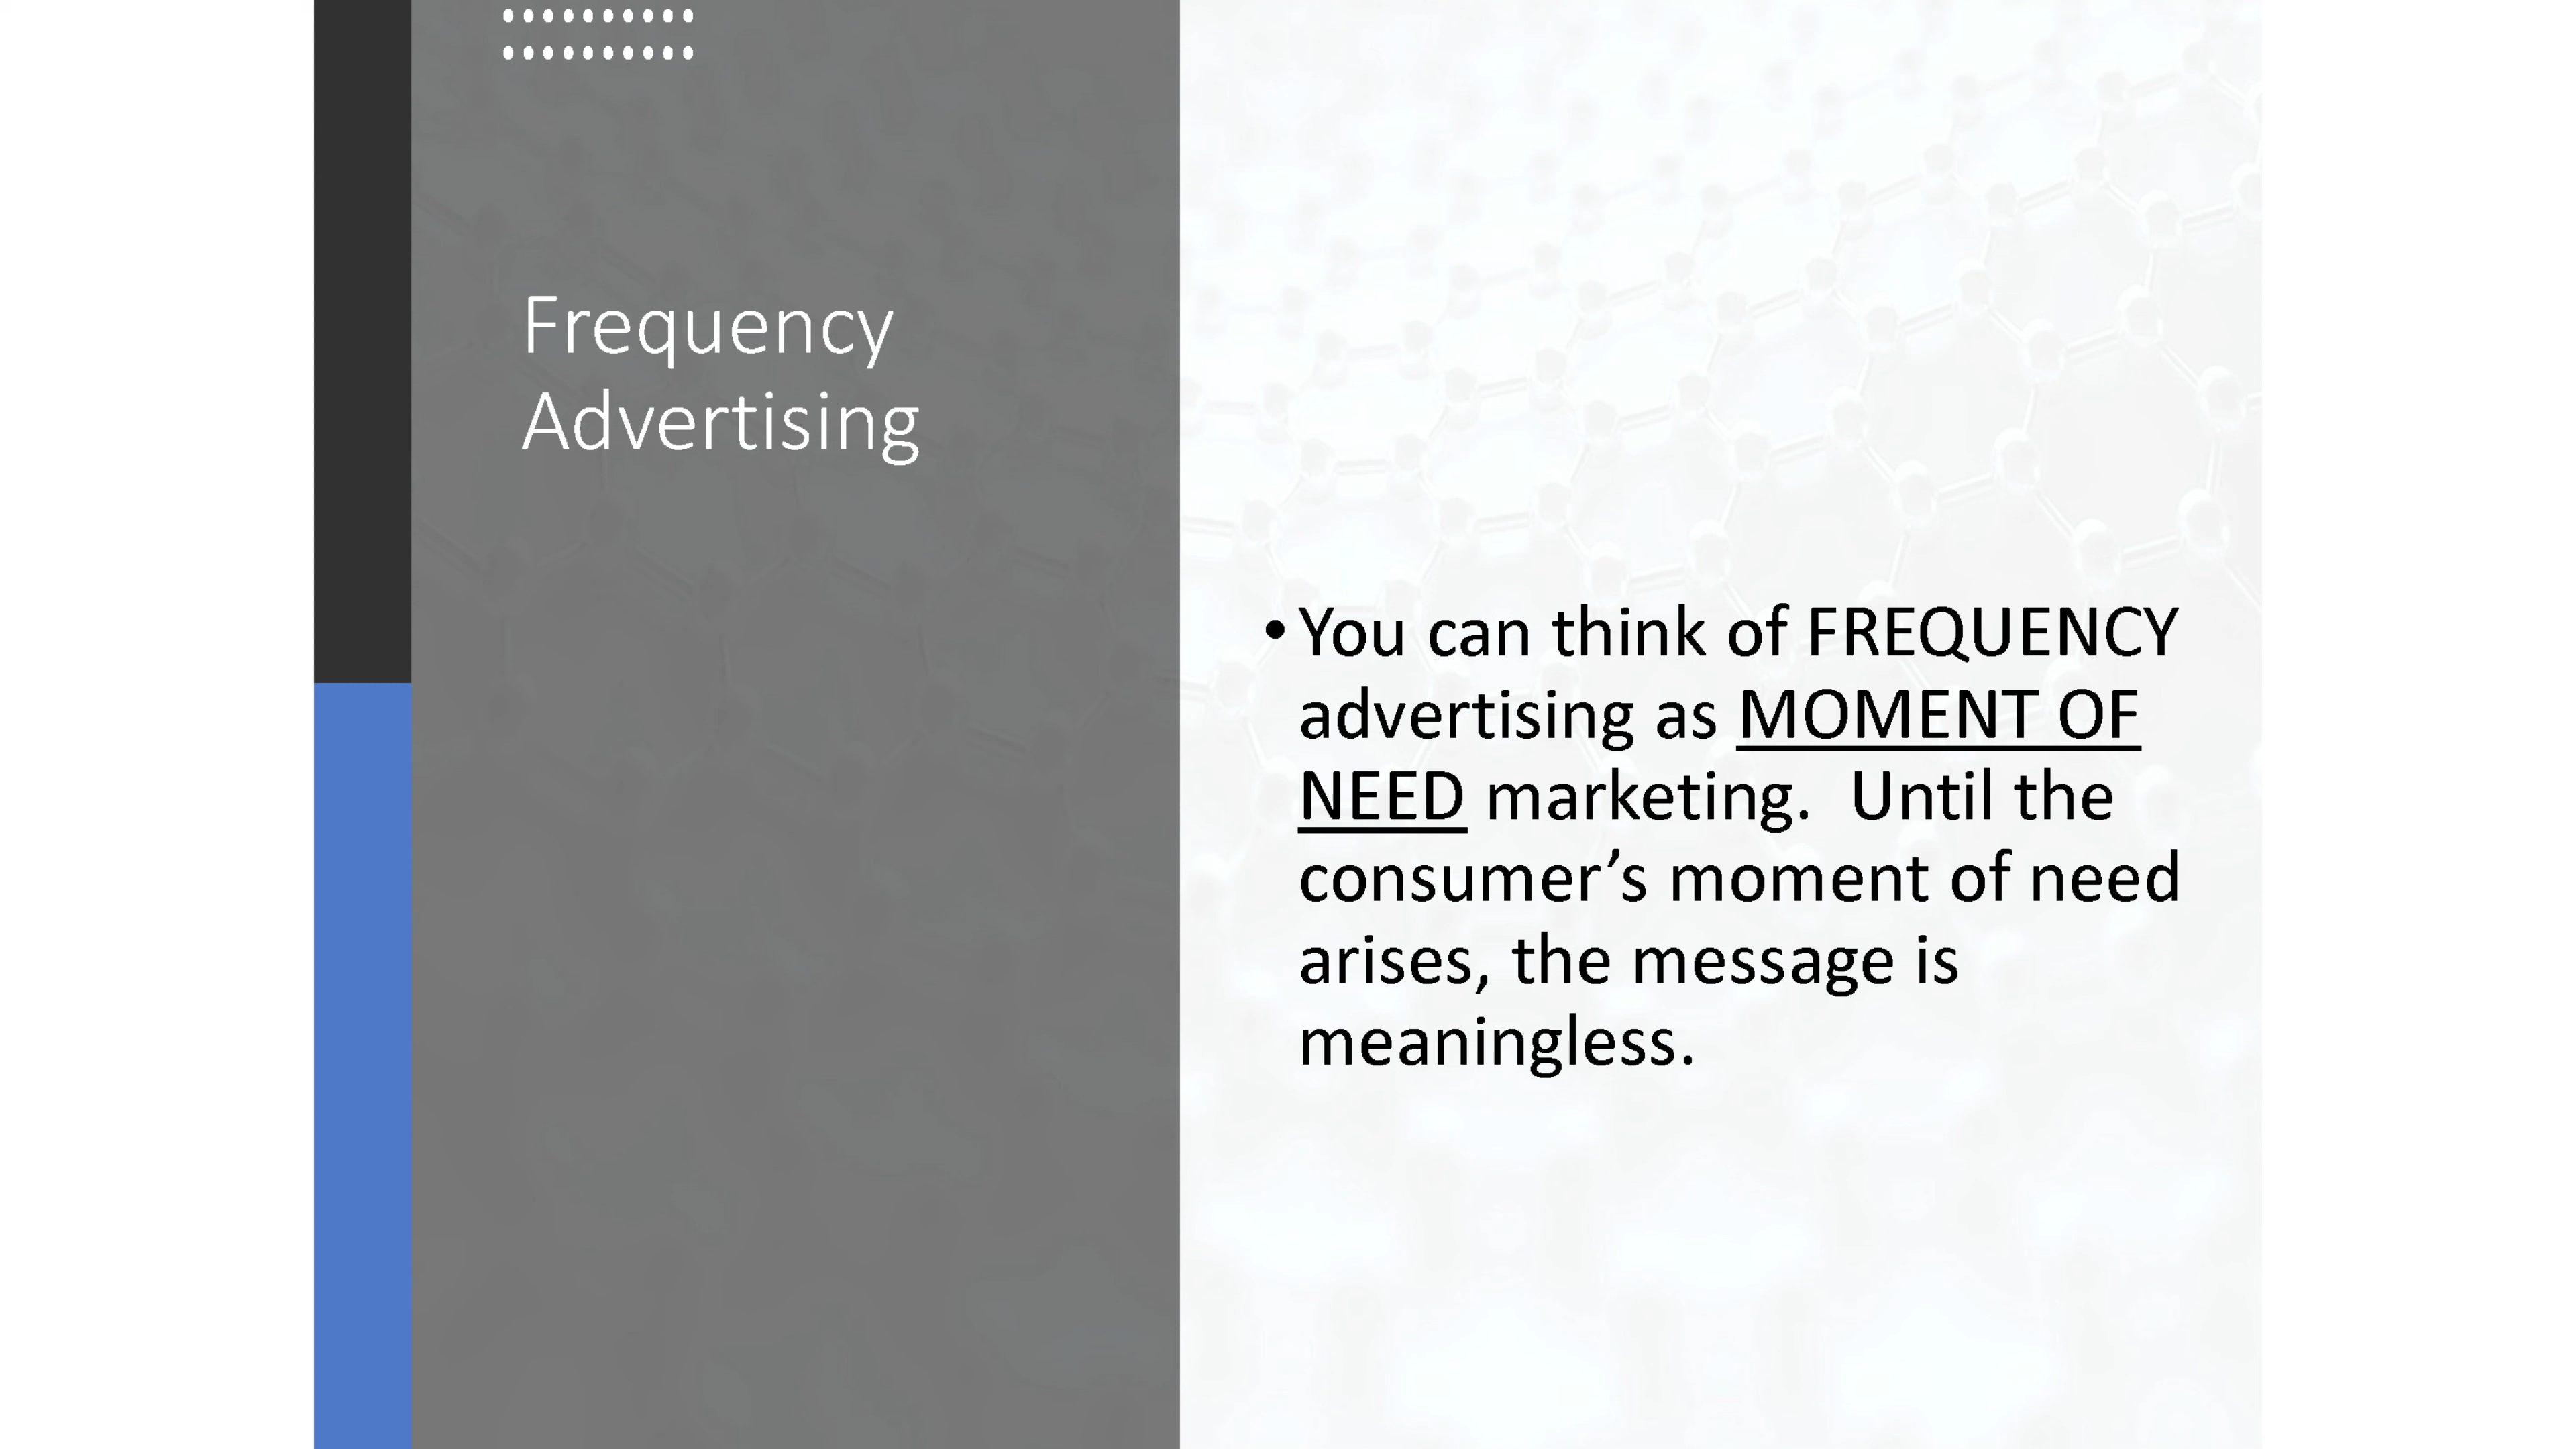 Frequency
Advertising
• You can think of FREQUENCY
advertising as MOMENT OF
NEED marketing.  Until the
consumer’s moment of need
arises, the message is
meaningless.